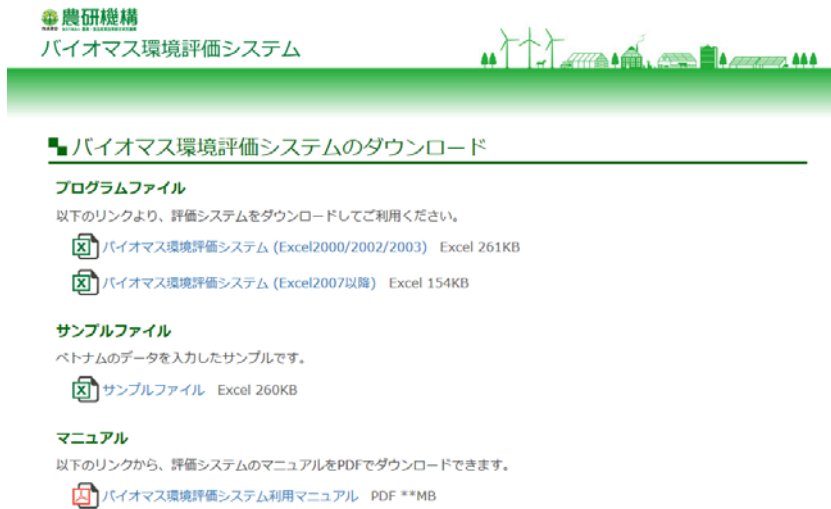 農研機構
バイオマス環境評価システム
バイオマス環境評価システムのダウンロード
プログラムファイル
以下のリンクより、評価システムをダウンロードしてご利用ください。
バイオマス環境評価システム (Excel2000/2002/2003) Excel 261KB
バイオマス環境評価システム (Excel2007以降) Excel 154KB
サンプルファイル
ベトナムのデータを入力したサンプルです。
サンプルファイル Excel 260KB
マニュアル
以下のリンクから、評価システムのマニュアルをPDFでダウンロードできます。
バイオマス環境評価システム利用マニュアル PDF **MB